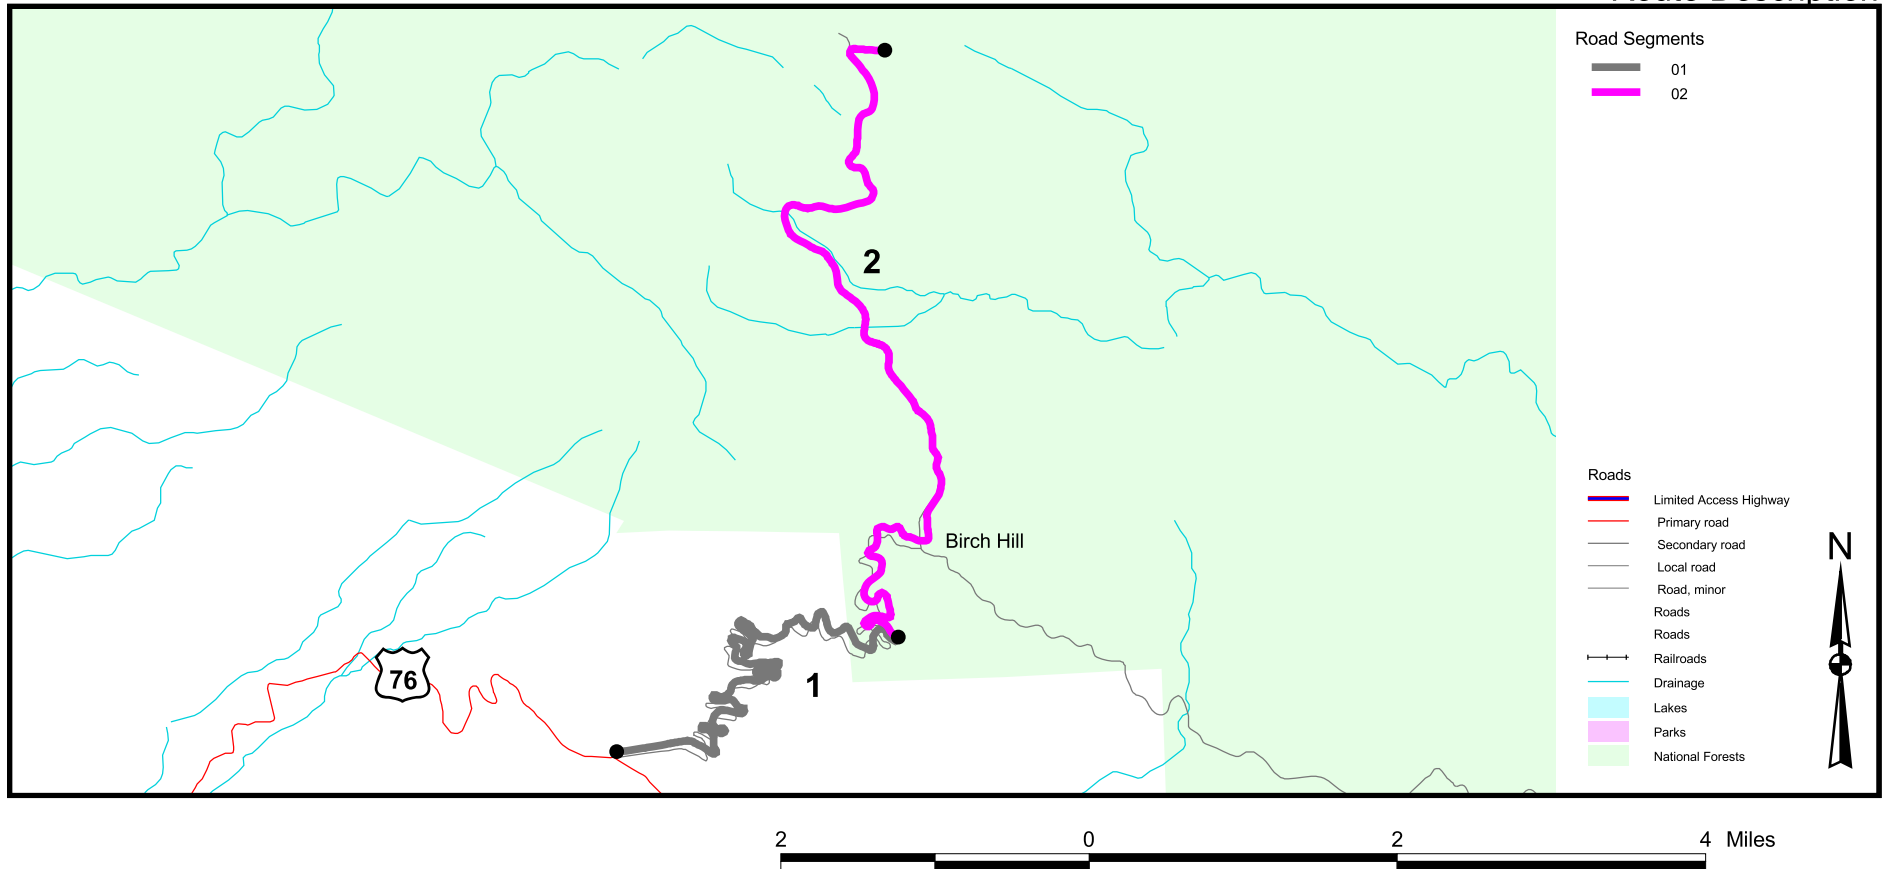 Road Segments
01
02
2
Birch Hill
1
76
Roads
Limited Access Highway
Primary road
Secondary road
Local road
Road, minor
Roads
Roads
Railroads
Drainage
Lakes
Parks
National Forests
N
2 0 2 4 Miles